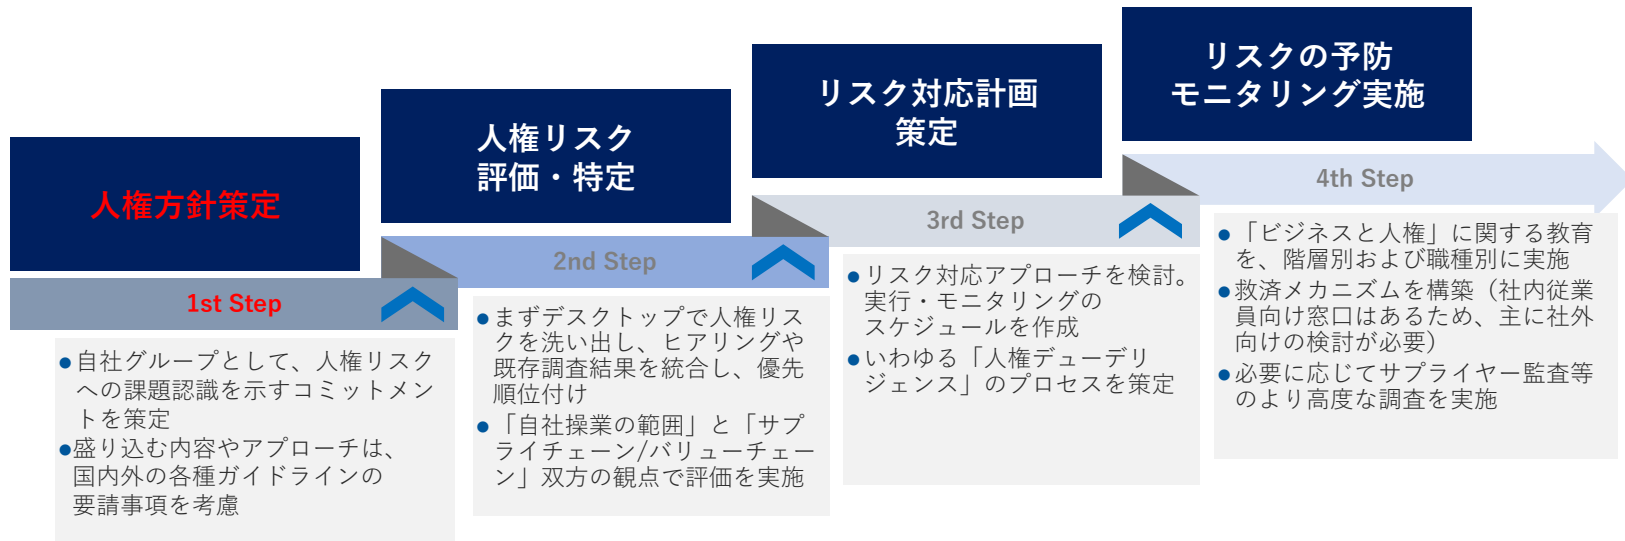 人権方針策定
1st Step
●自社グループとして、人権リスク
への課題認識を示すコミットメン
トを策定
●盛り込む内容やアプローチは、
国内外の各種ガイドラインの
要請事項を考慮
人権リスク
評価・特定
2nd Step
●まずデスクトップで人権リス
クを洗い出し、ヒアリングや
既存調査結果を統合し、優先
順位付け
●「自社操業の範囲」と「サプ
ライチェーン/バリューチェー
ン」双方の観点で評価を実施
リスク対応計画
策定
3rd Step
●リスク対応アプローチを検討。
実行・モニタリングの
スケジュールを作成
●いわゆる「人権デューデリ
ジェンス」のプロセスを策定
リスクの予防
モニタリング実施
4th Step
●「ビジネスと人権」に関する教育
を、階層別および職種別に実施
●救済メカニズムを構築（社内従業
員向け窓口はあるため、主に社外
向けの検討が必要）
●必要に応じてサプライヤー監査等
のより高度な調査を実施